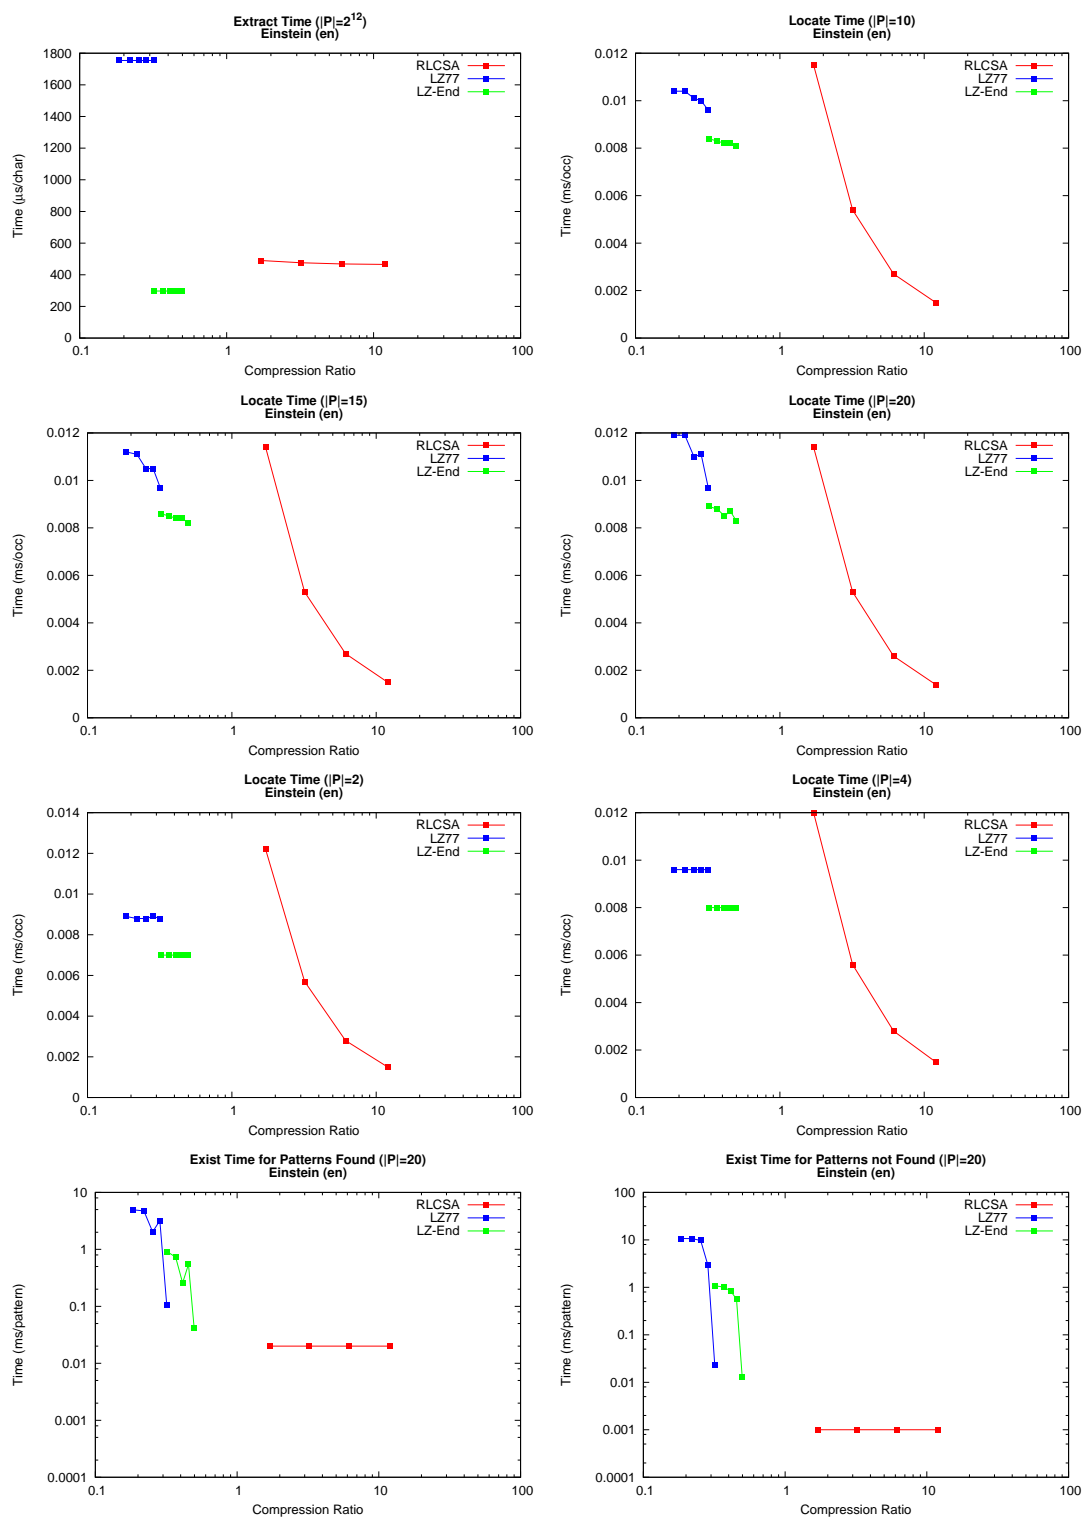 Extract Time (|P|=2^12)
Einstein (en)
1800
1600
1400
1200
1000
800
600
400
200
0
0.1 1 10 100
Time (µs/char)
Compression Ratio
RLCSA
LZ77
LZ-End
Locate Time (|P|=10)
Einstein (en)
0.012
0.01
0.008
0.006
0.004
0.002
0
0.1 1 10 100
Time (ms/occ)
Compression Ratio
RLCSA
LZ77
LZ-End
Locate Time (|P|=15)
Einstein (en)
0.012
0.01
0.008
0.006
0.004
0.002
0
0.1 1 10 100
Time (ms/occ)
Compression Ratio
RLCSA
LZ77
LZ-End
Locate Time (|P|=20)
Einstein (en)
0.012
0.01
0.008
0.006
0.004
0.002
0
0.1 1 10 100
Time (ms/occ)
Compression Ratio
RLCSA
LZ77
LZ-End
Locate Time (|P|=2)
Einstein (en)
0.014
0.012
0.01
0.008
0.006
0.004
0.002
0
0.1 1 10 100
Time (ms/occ)
Compression Ratio
RLCSA
LZ77
LZ-End
Locate Time (|P|=4)
Einstein (en)
0.012
0.01
0.008
0.006
0.004
0.002
0
0.1 1 10 100
Time (ms/occ)
Compression Ratio
RLCSA
LZ77
LZ-End
Exist Time for Patterns Found (|P|=20)
Einstein (en)
10
1
0.1
0.01
0.001
0.0001
0.1 1 10 100
Time (ms/pattern)
Compression Ratio
RLCSA
LZ77
LZ-End
Exist Time for Patterns not Found (|P|=20)
Einstein (en)
100
10
1
0.1
0.01
0.001
0.0001
0.1 1 10 100
Time (ms/pattern)
Compression Ratio
RLCSA
LZ77
LZ-End